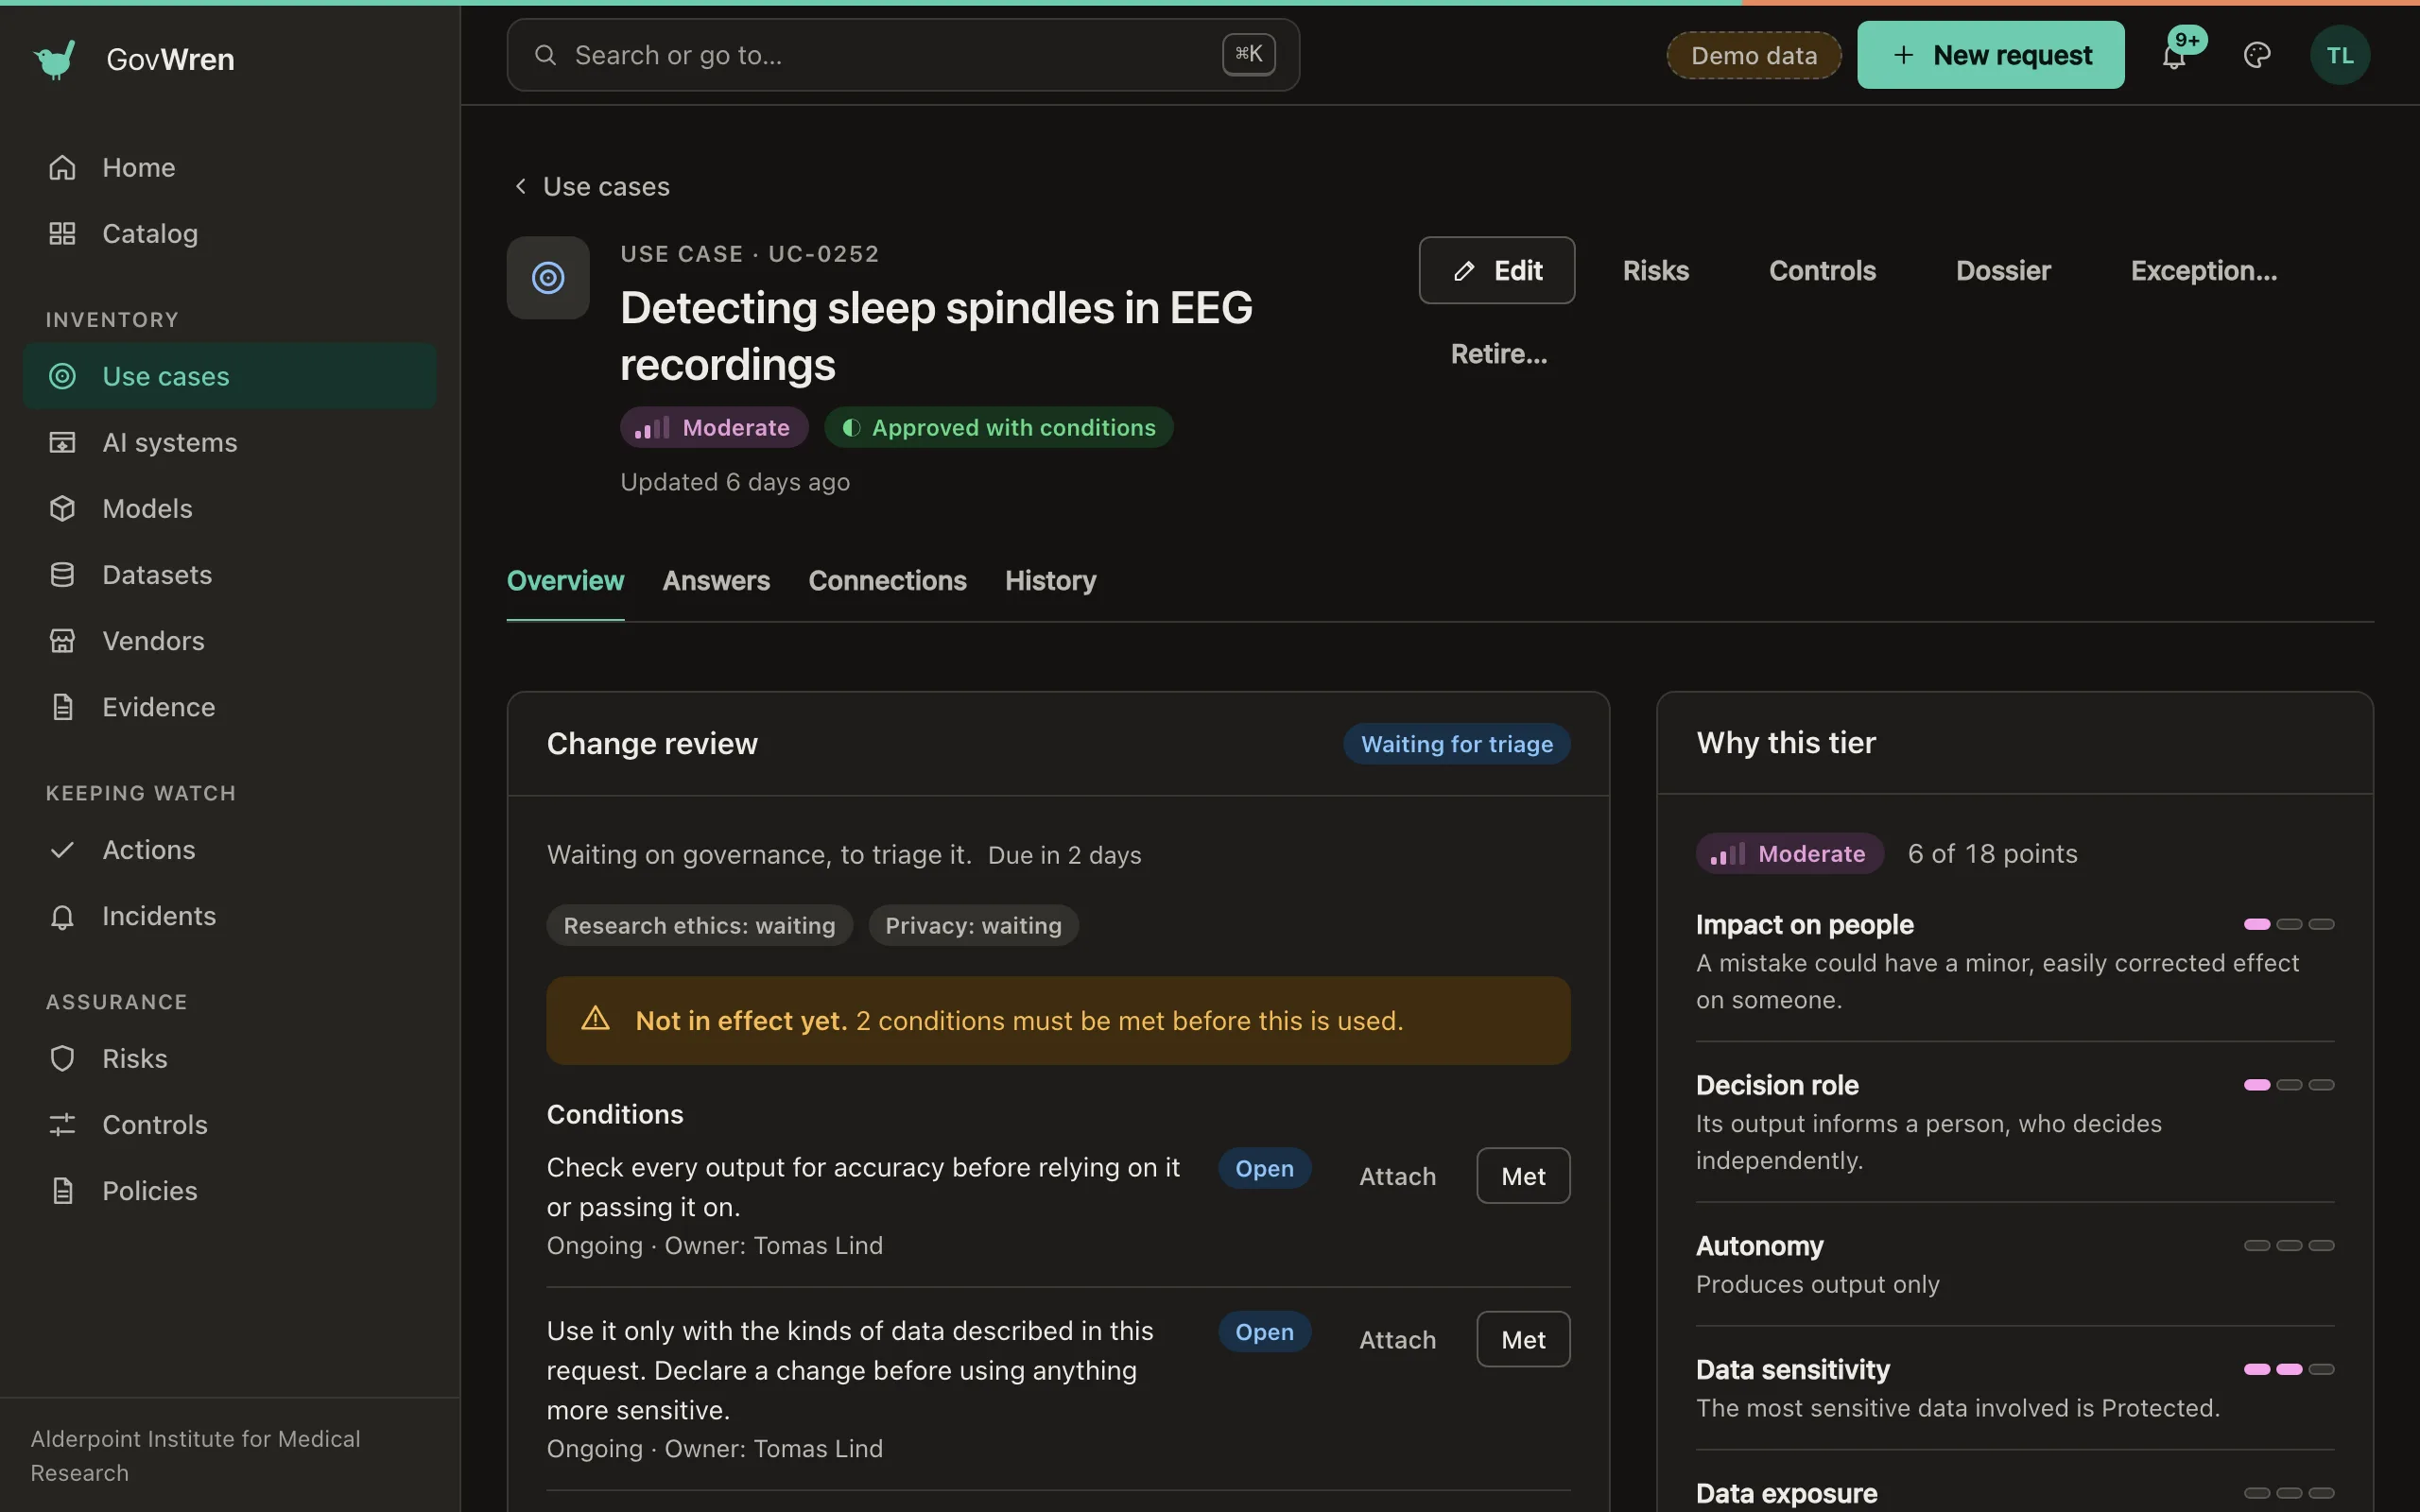 GovWren
Search or go to...
⌘K
Demo data
+ New request
9+
TL
Home
Catalog
INVENTORY
Use cases
AI systems
Models
Datasets
Vendors
Evidence
KEEPING WATCH
Actions
Incidents
ASSURANCE
Risks
Controls
Policies
Alderpoint Institute for Medical
Research
Use cases
USE CASE · UC-0252
Detecting sleep spindles in EEG
recordings
Moderate
Approved with conditions
Updated 6 days ago
Edit
Risks
Controls
Dossier
Exception...
Retire...
Overview
Answers
Connections
History
Change review
Waiting for triage
Waiting on governance, to triage it. Due in 2 days
Research ethics: waiting
Privacy: waiting
Not in effect yet. 2 conditions must be met before this is used.
Conditions
Check every output for accuracy before relying on it
or passing it on.
Ongoing · Owner: Tomas Lind
Open
Attach
Met
Use it only with the kinds of data described in this
request. Declare a change before using anything
more sensitive.
Ongoing · Owner: Tomas Lind
Open
Attach
Met
Why this tier
Moderate
6 of 18 points
Impact on people
A mistake could have a minor, easily corrected effect
on someone.
Decision role
Its output informs a person, who decides
independently.
Autonomy
Produces output only
Data sensitivity
The most sensitive data involved is Protected.
Data exposure